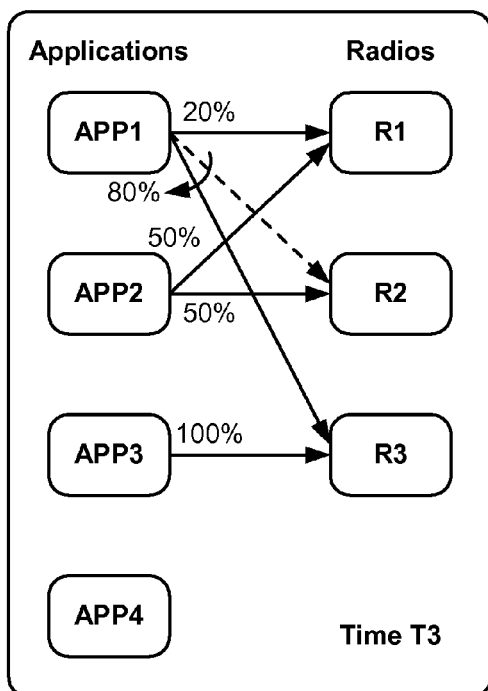 Applications Radios
APP1 20% R1
80%
50%
APP2 50% R2
APP3 100% R3
APP4
Time T3